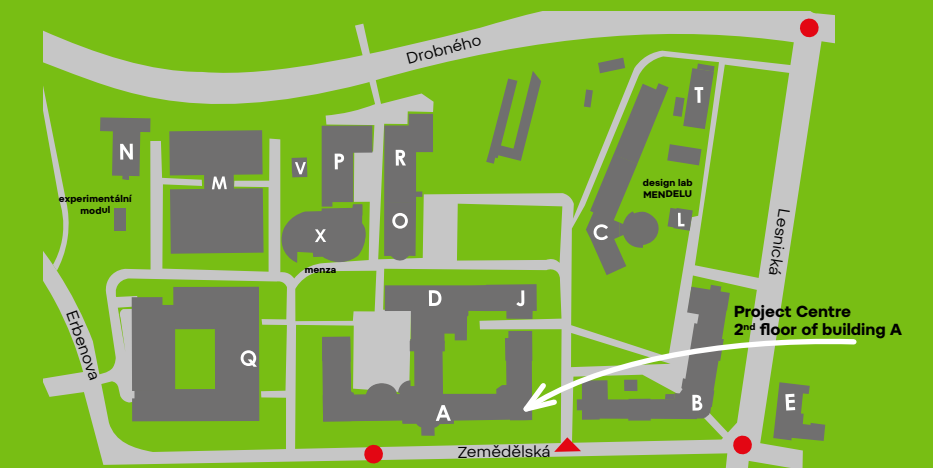 Drobného
T
N
V
P
R
M
experimentální
modul
design lab
MENDELU
L
O
X
C
menza
Lesnická
D
J
Project Centre
2nd floor of building A
Erbenova
Q
A
B
E
Zemědělská